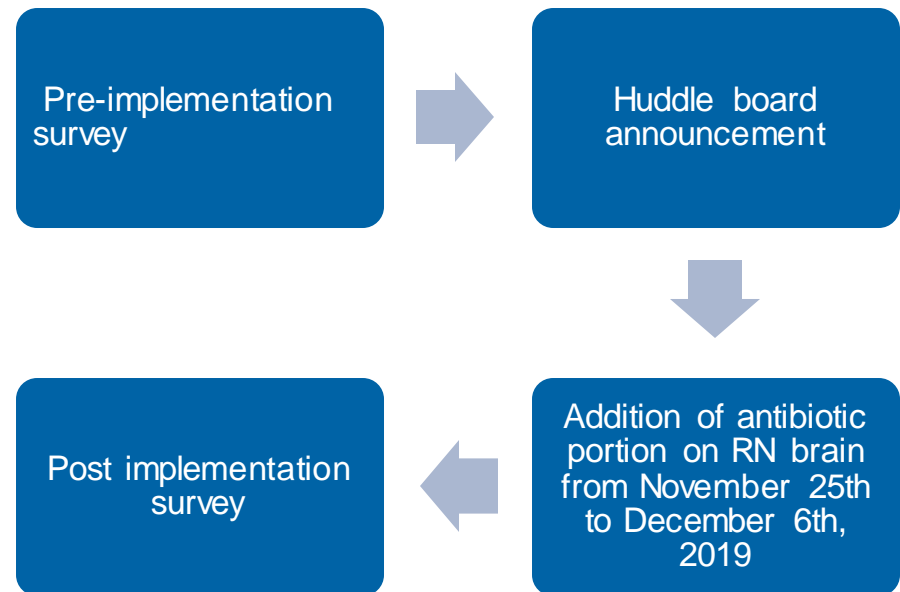 Pre-implementation
survey
Huddle board
announcement
Addition of antibiotic
portion on RN brain
from November 25th
to December 6th,
2019
Post implementation
survey